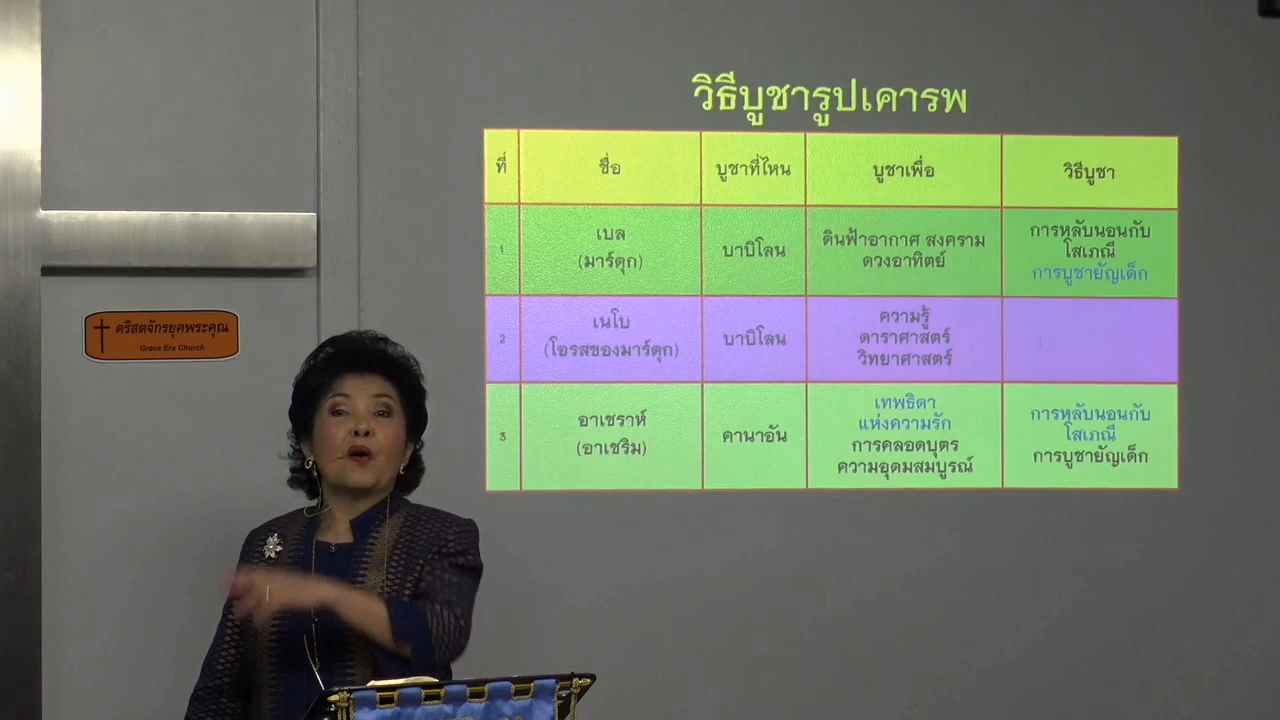 วิธีบูชารูปเคารพ
ที่ ชื่อ บูชาที่ไหน บูชาเพื่อ วิธีบูชา
1 เบล (มาร์ดุก) บาบิโลน ดินฟ้าอากาศ สงคราม ดวงอาทิตย์ การหลับนอนกับ โสเภณี การบูชายัญเด็ก
2 เนโบ (โอรสของมาร์ดุก) บาบิโลน ความรู้ ดาราศาสตร์ วิทยาศาสตร์
3 อาเชราห์ (อาเชริม) คานาอัน เทพธิดา แห่งความรัก การคลอดบุตร ความอุดมสมบูรณ์ การหลับนอนกับ โสเภณี การบูชายัญเด็ก
คริสตจักรยุคพระคุณ
Grace Era Church